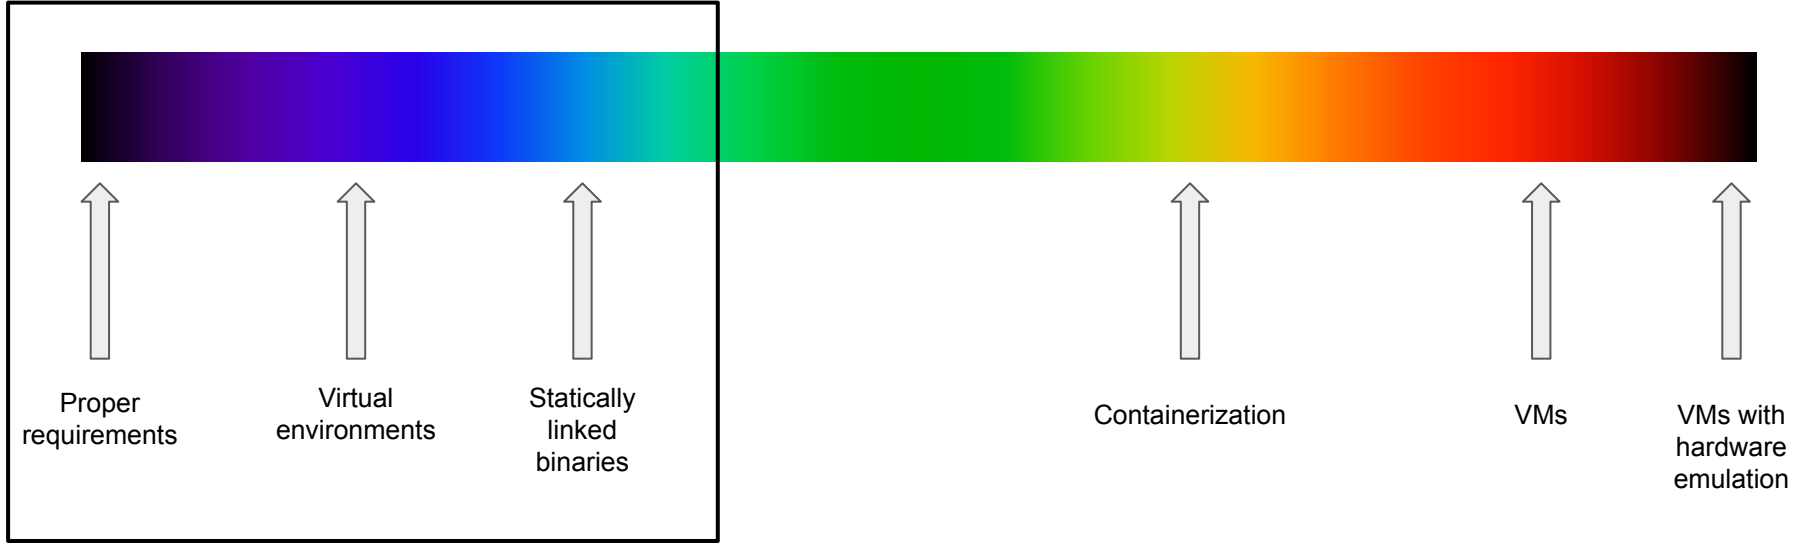 Proper
requirements
Virtual
environments
Statically
linked
binaries
Containerization
VMs
VMs with
hardware
emulation